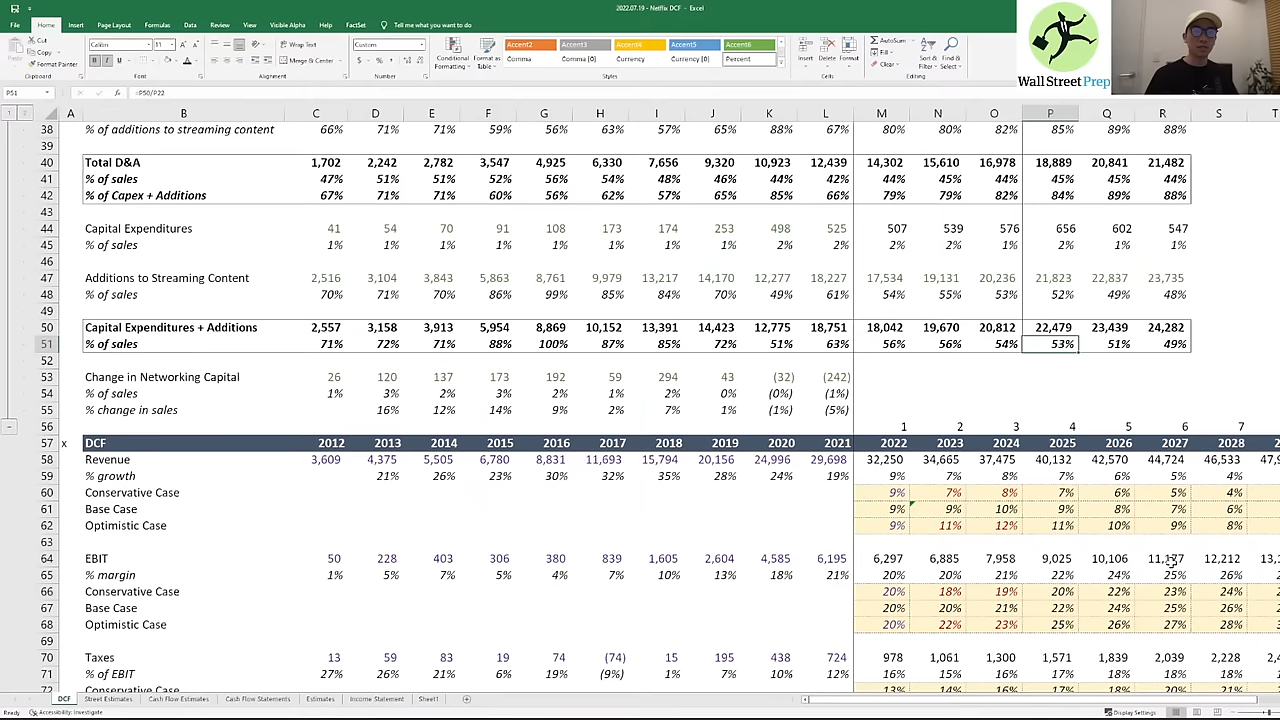 2022.07.19 - Netflix DCF - Excel
File Home Insert Page Layout Formulas Data Review View Visible Alpha Help FactSet Tell me what you want to do
Cut
Copy
Format Painter
Clipboard
Calibri 11
B I U
Font
Wrap Text
Merge & Center
Alignment
Custom
Number
Conditional Formatting
Format as Table
Accent2 Accent3 Accent4 Accent5 Accent6
Comma Comma [0] Currency Currency [0] Percent
Styles
Insert Delete Format
Cells
AutoSum
Clear
Sort & Filter
Find & Select
Editing
Wall Street Prep
P51 =P50/P22
A B C D E F G H I J K L M N O P Q R S T
38 % of additions to streaming content 66% 71% 71% 59% 56% 63% 57% 65% 88% 67% 80% 80% 82% 85% 89% 88%
39
40 Total D&A 1,702 2,242 2,782 3,547 4,925 6,330 7,656 9,320 10,923 12,439 14,302 15,610 16,978 18,889 20,841 21,482
41 % of sales 47% 51% 51% 52% 56% 54% 48% 46% 44% 42% 44% 45% 44% 45% 45% 44%
42 % of Capex + Additions 67% 71% 71% 60% 56% 62% 57% 65% 85% 66% 79% 79% 82% 84% 89% 88%
43
44 Capital Expenditures 41 54 70 91 108 173 174 253 498 525 507 539 576 656 602 547
45 % of sales 1% 1% 1% 1% 1% 1% 1% 1% 2% 2% 2% 2% 1% 2% 1% 1%
46
47 Additions to Streaming Content 2,516 3,104 3,843 5,863 8,761 9,979 13,217 14,170 12,277 18,227 17,534 19,131 20,236 21,823 22,837 23,735
48 % of sales 70% 71% 70% 86% 99% 85% 84% 70% 49% 61% 54% 55% 53% 52% 49% 48%
49
50 Capital Expenditures + Additions 2,557 3,158 3,913 5,954 8,869 10,152 13,391 14,423 12,775 18,751 18,042 19,670 20,812 22,479 23,439 24,282
51 % of sales 71% 72% 71% 88% 100% 87% 85% 72% 51% 63% 56% 56% 54% 53% 51% 49%
52
53 Change in Networking Capital 26 120 137 173 192 59 294 43 (32) (242)
54 % of sales 1% 3% 2% 3% 2% 1% 2% 0% (0%) (1%)
55 % change in sales 16% 12% 14% 9% 2% 7% 1% (1%) (5%)
56 1 2 3 4 5 6 7
57 x DCF 2012 2013 2014 2015 2016 2017 2018 2019 2020 2021 2022 2023 2024 2025 2026 2027 2028
58 Revenue 3,609 4,375 5,505 6,780 8,831 11,693 15,794 20,156 24,996 29,698 32,250 34,665 37,475 40,132 42,570 44,724 46,533
59 % growth 21% 26% 23% 30% 32% 35% 28% 24% 19% 9% 7% 8% 7% 6% 5% 4%
60 Conservative Case 9% 7% 8% 7% 6% 5% 4%
61 Base Case 9% 9% 10% 9% 8% 7% 6%
62 Optimistic Case 9% 11% 12% 11% 10% 9% 8%
63
64 EBIT 50 228 403 306 380 839 1,605 2,604 4,585 6,195 6,297 6,885 7,958 9,025 10,106 12,212
65 % margin 1% 5% 7% 5% 4% 7% 10% 13% 18% 21% 20% 20% 21% 22% 24% 25% 26%
66 Conservative Case 20% 18% 19% 20% 22% 23% 24%
67 Base Case 20% 20% 21% 22% 24% 25% 26%
68 Optimistic Case 20% 22% 23% 25% 26% 27% 28%
69
70 Taxes 13 59 83 19 74 (74) 15 195 438 724 978 1,061 1,300 1,571 1,839 2,039 2,228
71 % of EBIT 27% 26% 21% 6% 19% (9%) 1% 7% 10% 12% 16% 15% 16% 17% 18% 18% 18%
DCF Street Estimates Cash Flow Estimates Cash Flow Statements Estimates Income Statement Sheet1
Ready Accessibility: Investigate Display Settings